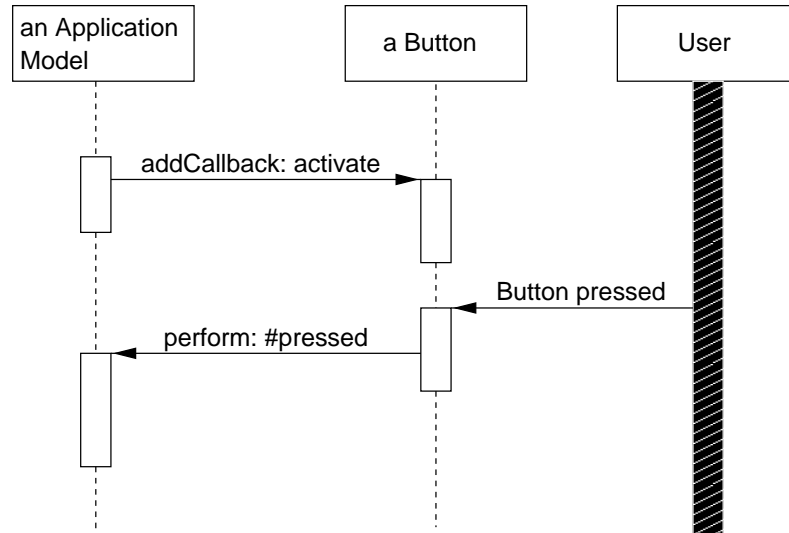 an Application
Model
a Button
User
addCallback: activate
Button pressed
perform: #pressed